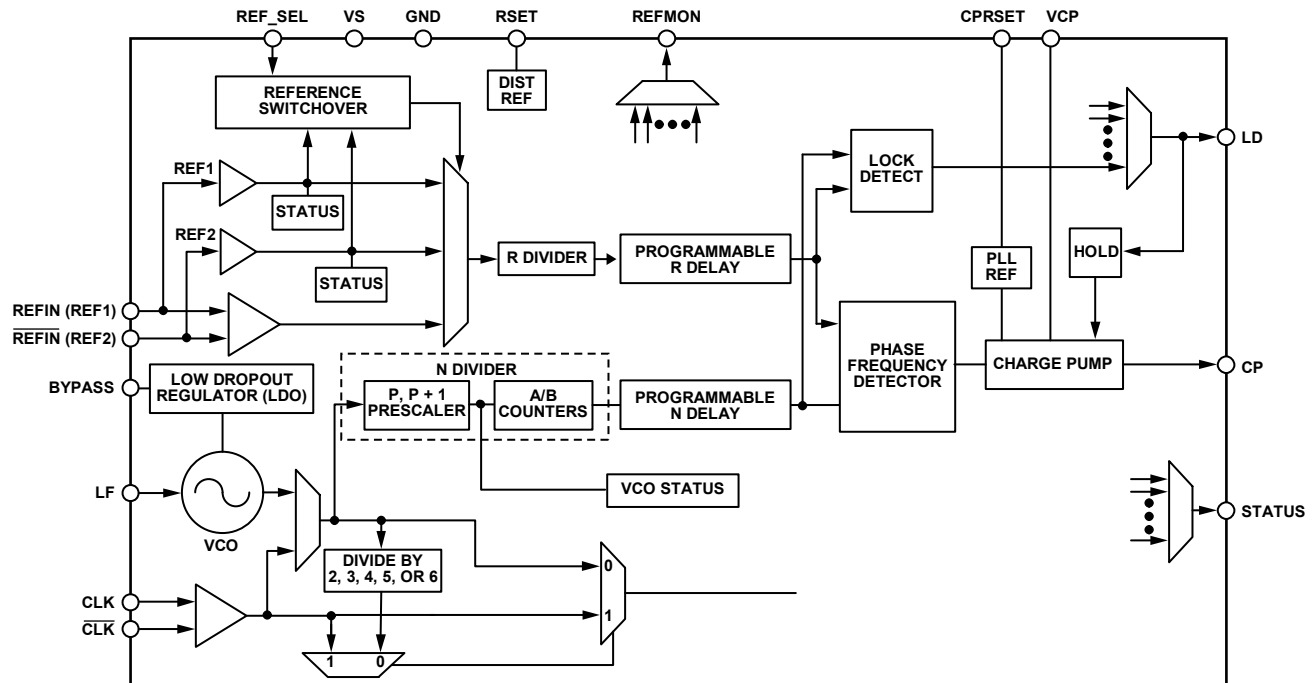 REF_SEL VS GND RSET REFMON CPRSET VCP
DIST
REF
REFERENCE
SWITCHOVER
LD
LOCK
DETECT
REF1
STATUS
REF2
STATUS
R DIVIDER
PROGRAMMABLE
R DELAY
PLL
REF
HOLD
REFIN (REF1)
REFIN (REF2)
PHASE
FREQUENCY
DETECTOR
CHARGE PUMP
CP
BYPASS
LOW DROPOUT
REGULATOR (LDO)
N DIVIDER
P, P + 1
PRESCALER
A/B
COUNTERS
PROGRAMMABLE
N DELAY
LF
VCO
VCO STATUS
STATUS
DIVIDE BY
2, 3, 4, 5, OR 6
0
1
CLK
CLK
1 0